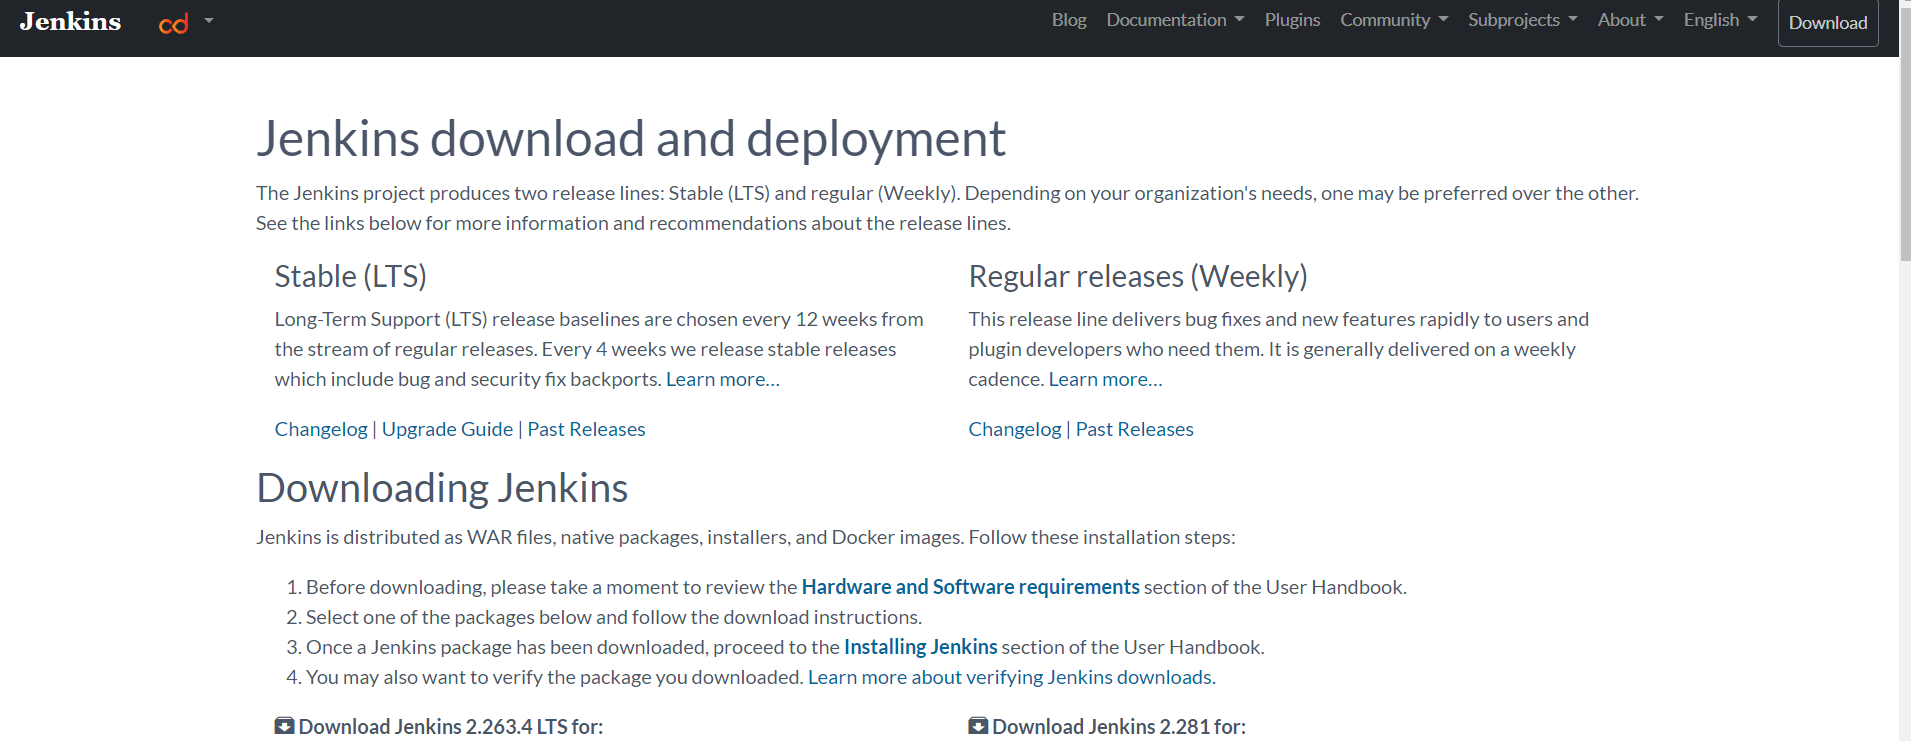 Jenkins
cd
Blog Documentation Plugins Community Subprojects About English Download
Jenkins download and deployment
The Jenkins project produces two release lines: Stable (LTS) and regular (Weekly). Depending on your organization's needs, one may be preferred over the other.
See the links below for more information and recommendations about the release lines.
Stable (LTS)
Long-Term Support (LTS) release baselines are chosen every 12 weeks from
the stream of regular releases. Every 4 weeks we release stable releases
which include bug and security fix backports. Learn more...
Changelog | Upgrade Guide | Past Releases
Regular releases (Weekly)
This release line delivers bug fixes and new features rapidly to users and
plugin developers who need them. It is generally delivered on a weekly
cadence. Learn more...
Changelog | Past Releases
Downloading Jenkins
Jenkins is distributed as WAR files, native packages, installers, and Docker images. Follow these installation steps:
1. Before downloading, please take a moment to review the Hardware and Software requirements section of the User Handbook.
2. Select one of the packages below and follow the download instructions.
3. Once a Jenkins package has been downloaded, proceed to the Installing Jenkins section of the User Handbook.
4. You may also want to verify the package you downloaded. Learn more about verifying Jenkins downloads.
Download Jenkins 2.263.4 LTS for:
Download Jenkins 2.281 for: